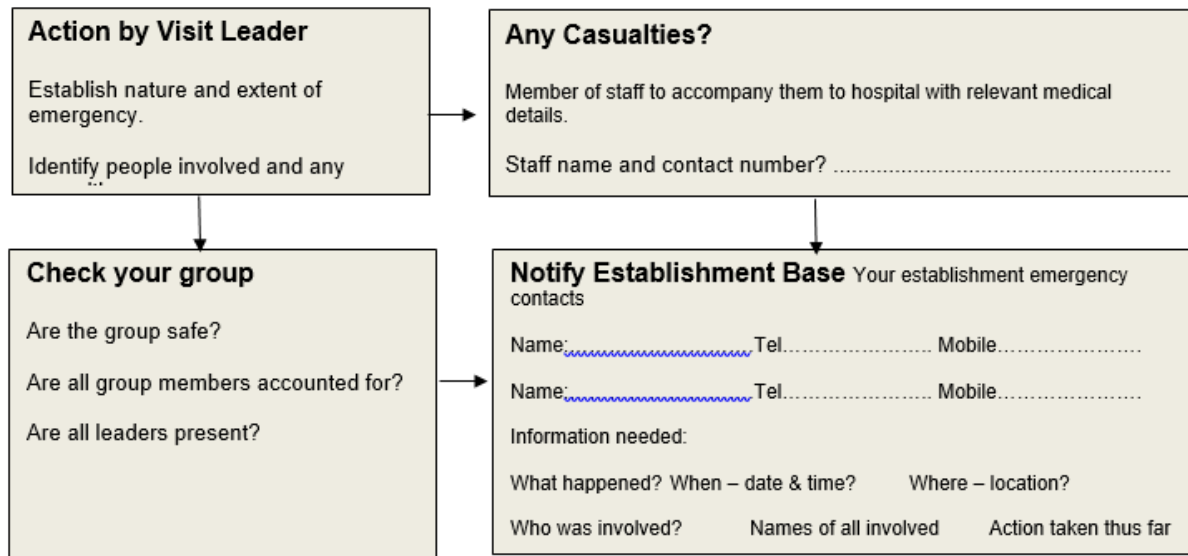 Action by Visit Leader
Establish nature and extent of
emergency.
Identify people involved and any
Any Casualties?
Member of staff to accompany them to hospital with relevant medical
details.
Staff name and contact number? ........................................................
Check your group
Are the group safe?
Are all group members accounted for?
Are all leaders present?
Notify Establishment Base Your establishment emergency
contacts
Name: Tel…………………….. Mobile…………………….
Name: Tel…………………….. Mobile…………………….
Information needed:
What happened? When – date & time? Where – location?
Who was involved? Names of all involved Action taken thus far